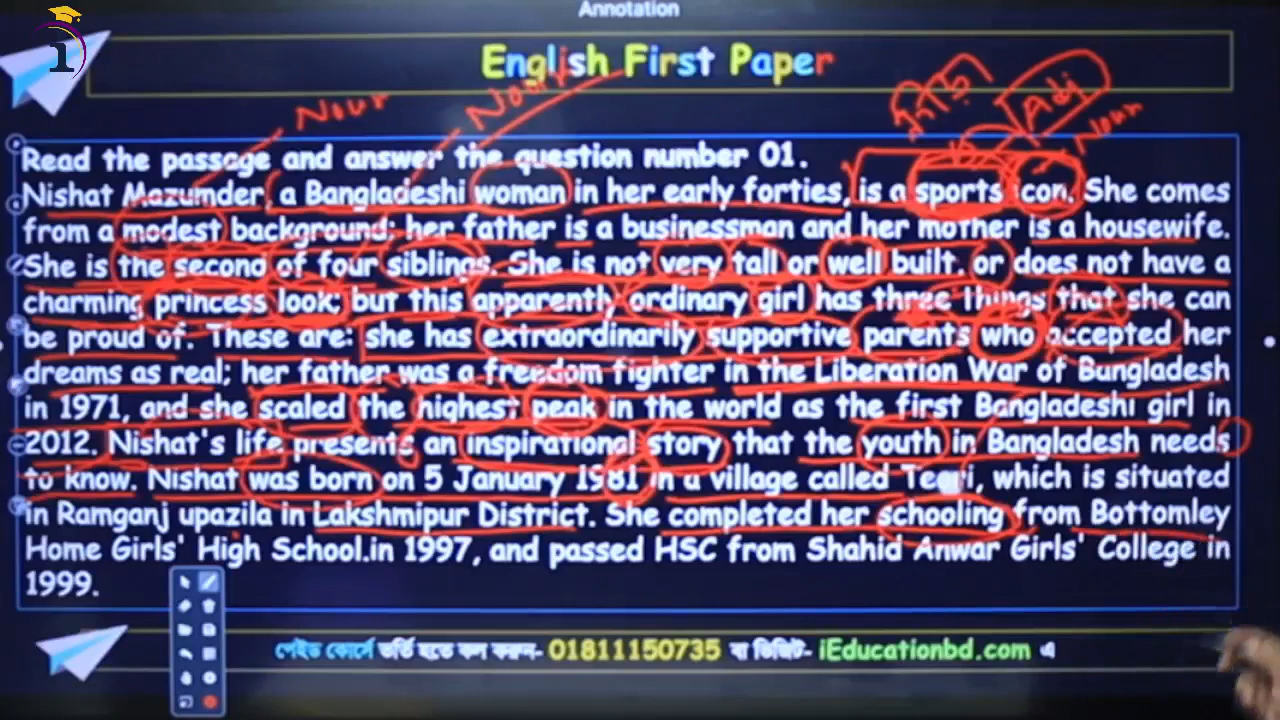 Annotation
English First Paper
Noun
Noun
Adj
Noun
Read the passage and answer the question number 01.
Nishat Mazumder, a Bangladeshi woman in her early forties, is a sports icon. She comes
from a modest background; her father is a businessman and her mother is a housewife.
She is the second of four siblings. She is not very tall or well built, or does not have a
charming princess look; but this apparently ordinary girl has three things that she can
be proud of. These are: she has extraordinarily supportive parents who accepted her
dreams as real; her father was a freedom fighter in the Liberation War of Bangladesh
in 1971, and she scaled the highest peak in the world as the first Bangladeshi girl in
2012. Nishat's life presents an inspirational story that the youth in Bangladesh needs
to know. Nishat was born on 5 January 1981 in a village called Teori, which is situated
in Ramganj upazila in Lakshmipur District. She completed her schooling from Bottomley
Home Girls' High School.in 1997, and passed HSC from Shahid Anwar Girls' College in
1999.
পেইড কোর্সে ভর্তি হতে কল করুন- 01811150735 বা ভিজিট- iEducationbd.com এ